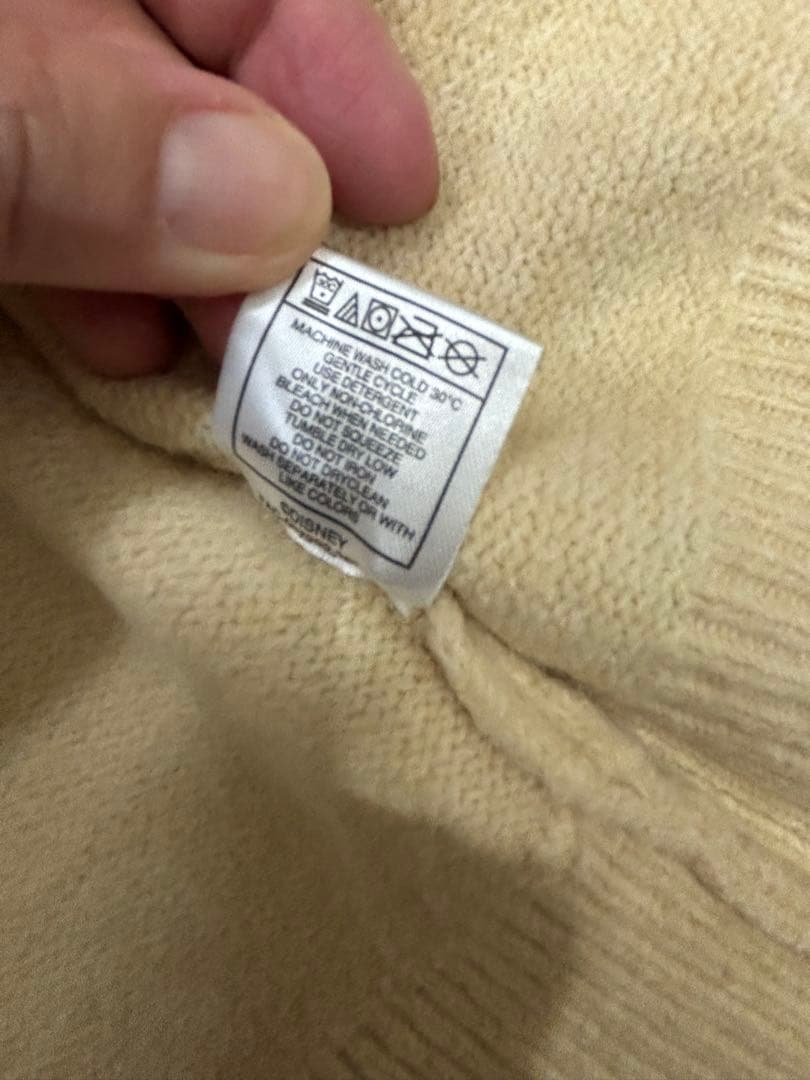 MACHINE WASH COLD 30°C
GENTLE CYCLE
USE DETERGENT
ONLY NON-CHLORINE
BLEACH WHEN NEEDED
DO NOT SQUEEZE
TUMBLE DRY LOW
DO NOT IRON
DO NOT DRYCLEAN
WASH SEPARATELY OR WITH
LIKE COLORS
©DISNEY